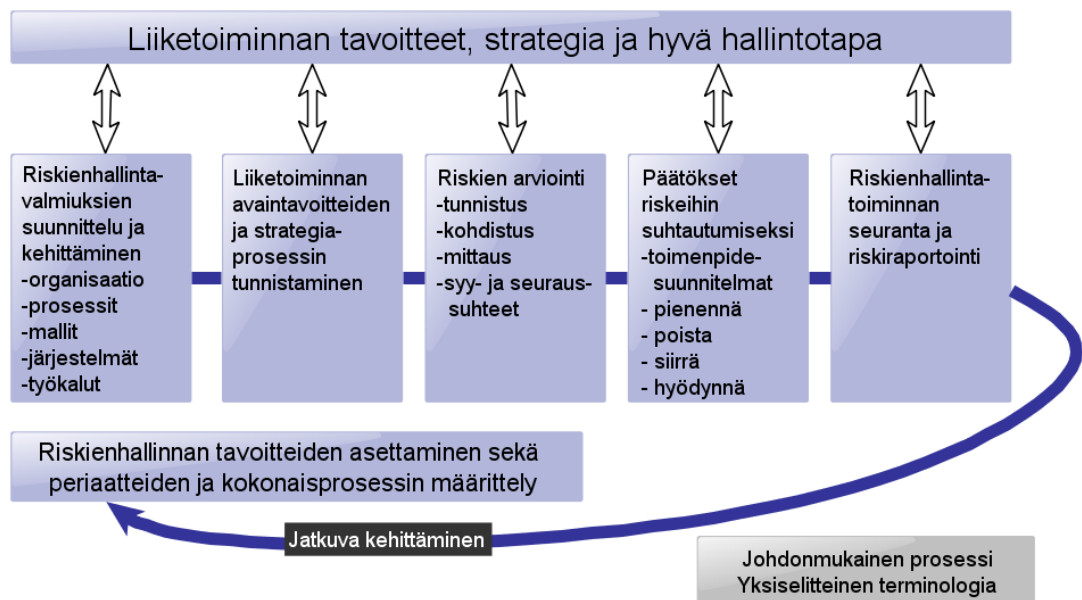 Liiketoiminnan tavoitteet, strategia ja hyvä hallintotapa
Riskienhallinta-
valmiuksien
suunnittelu ja
kehittäminen
-organisaatio
-prosessit
-mallit
-järjestelmät
-työkalut
Liiketoiminnan
avaintavoitteiden
ja strategia-
prosessin
tunnistaminen
Riskien arviointi
-tunnistus
-kohdistus
-mittaus
-syy- ja seuraus-
suhteet
Päätökset
riskeihin
suhtautumiseksi
-toimenpide-
suunnitelmat
- pienennä
- poista
- siirrä
- hyödynnä
Riskienhallinta-
toiminnan
seuranta ja
riskiraportointi
Riskienhallinnan tavoitteiden asettaminen sekä
periaatteiden ja kokonaisprosessin määrittely
Jatkuva kehittäminen
Johdonmukainen prosessi
Yksiselitteinen terminologia